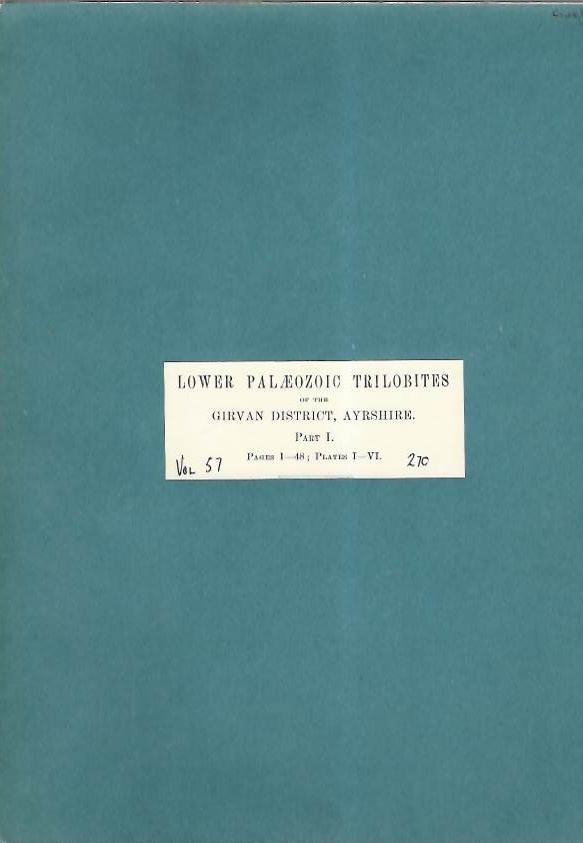 LOWER PALÆOZOIC TRILOBITES
OF THE
GIRVAN DISTRICT, AYRSHIRE.
PART I.
PAGES 1—48; PLATES I—VI.
VOL 57
270